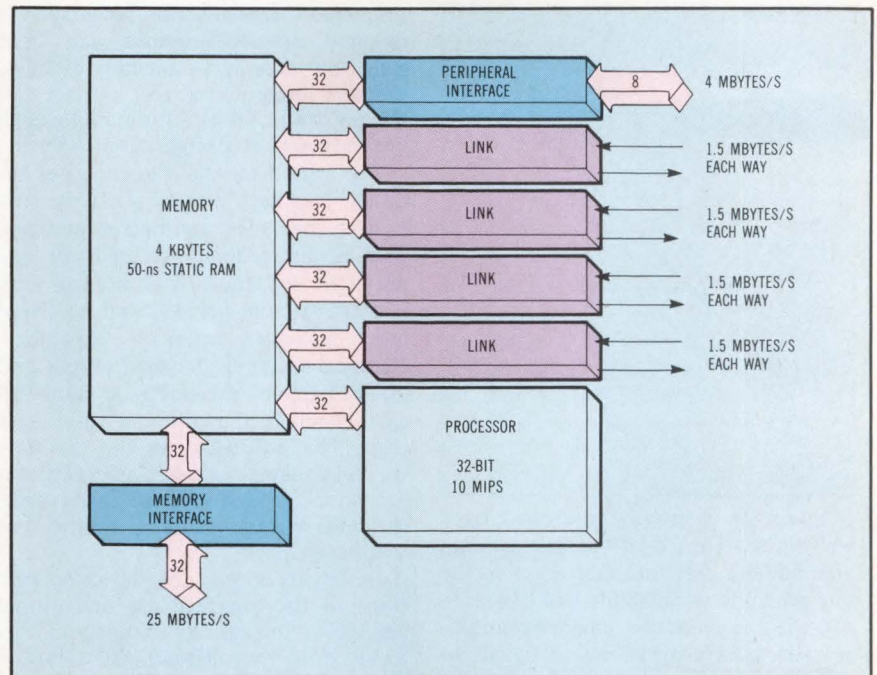 32
PERIPHERAL
INTERFACE
8
4 MBYTES/S
32
LINK
1.5 MBYTES/S
EACH WAY
MEMORY
4 KBYTES
50-ns STATIC RAM
32
LINK
1.5 MBYTES/S
EACH WAY
32
LINK
1.5 MBYTES/S
EACH WAY
32
LINK
1.5 MBYTES/S
EACH WAY
32
PROCESSOR
32-BIT
10 MIPS
32
MEMORY
INTERFACE
32
25 MBYTES/S